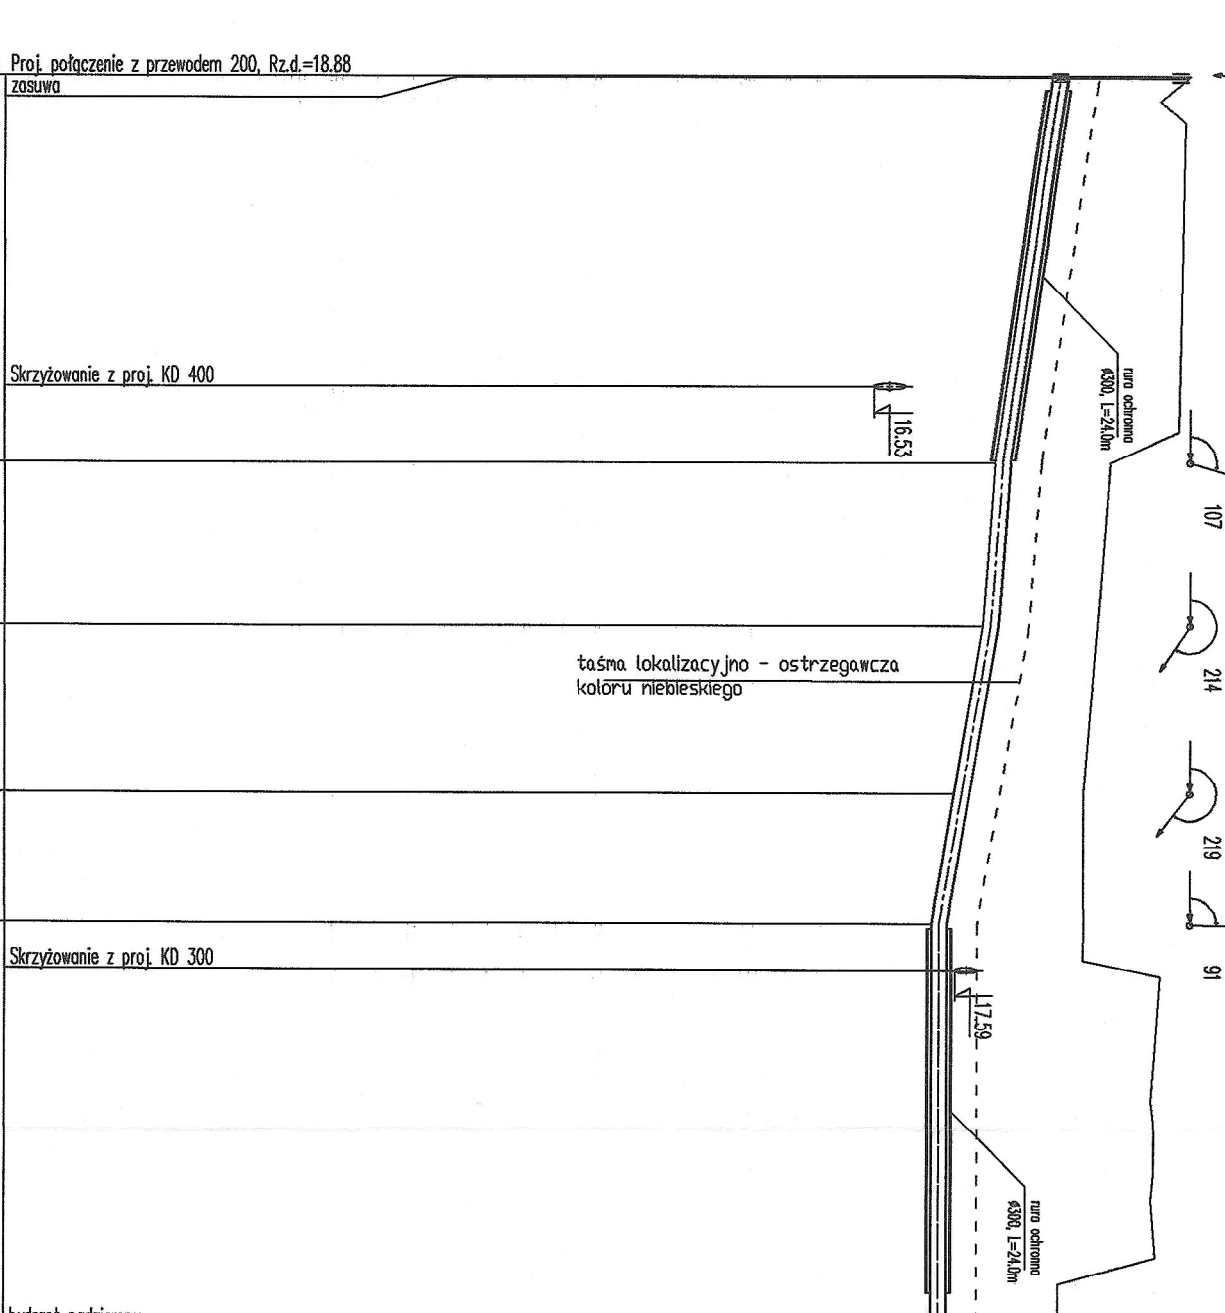 Proj. połączenie z przewodem 200, Rz.d.=18.88
zasuwa
Skrzyżowanie z proj. KD 400
16.53
rura ochronna
ø300, L=24.0m
107
214
taśma lokalizacyjno - ostrzegawcza
koloru niebieskiego
219
91
Skrzyżowanie z proj. KD 300
17.59
rura ochronna
ø300, L=24.0m